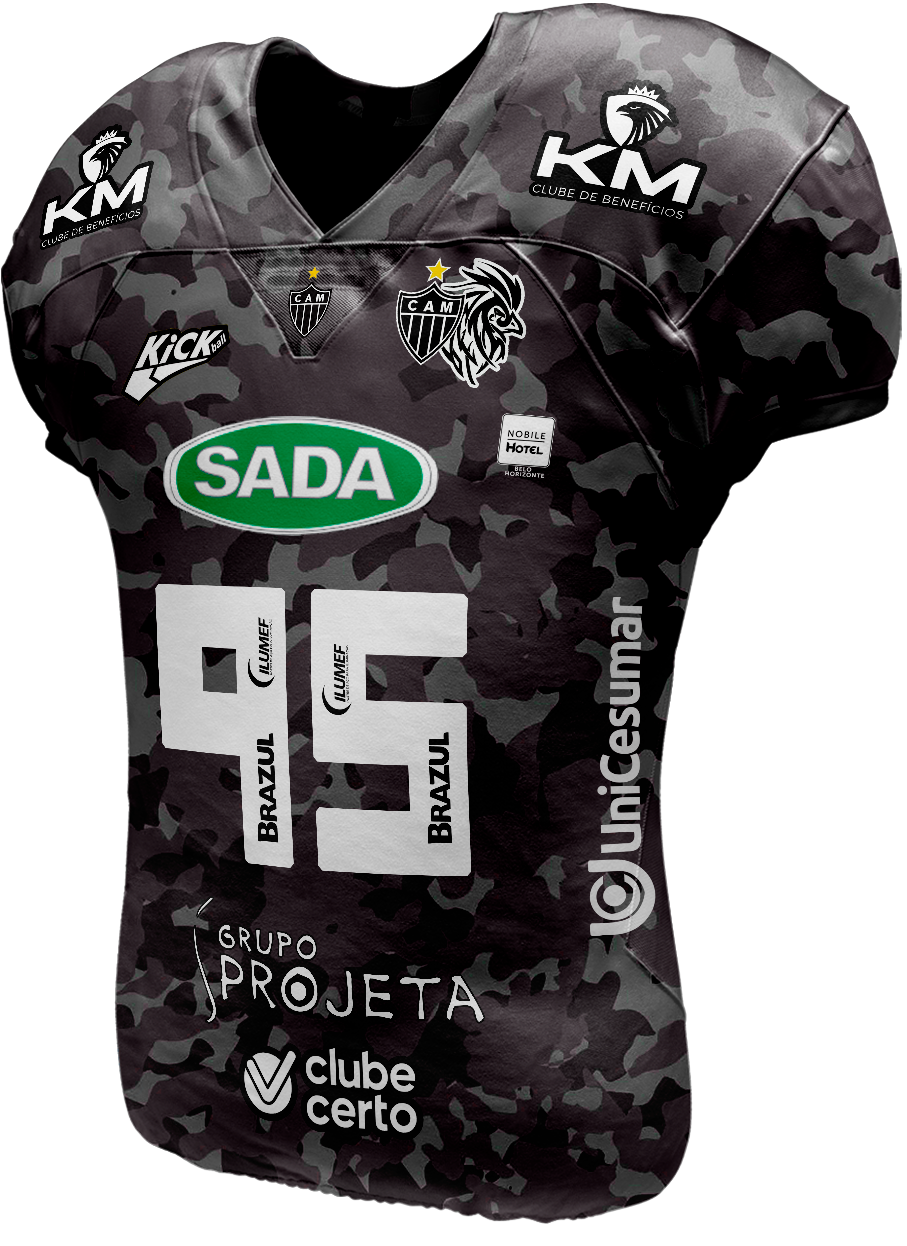 KM
CLUBE DE BENEFÍCIOS
KM
CLUBE DE BENEFÍCIOS
CAM
CAM
KiCK
ball
NOBILE
HOTEL
BELO
HORIZONTE
SADA
95
ILUMEF
ILUMEF
BRAZUL
BRAZUL
UniCesumar
GRUPO
PROJETA
clube
certo